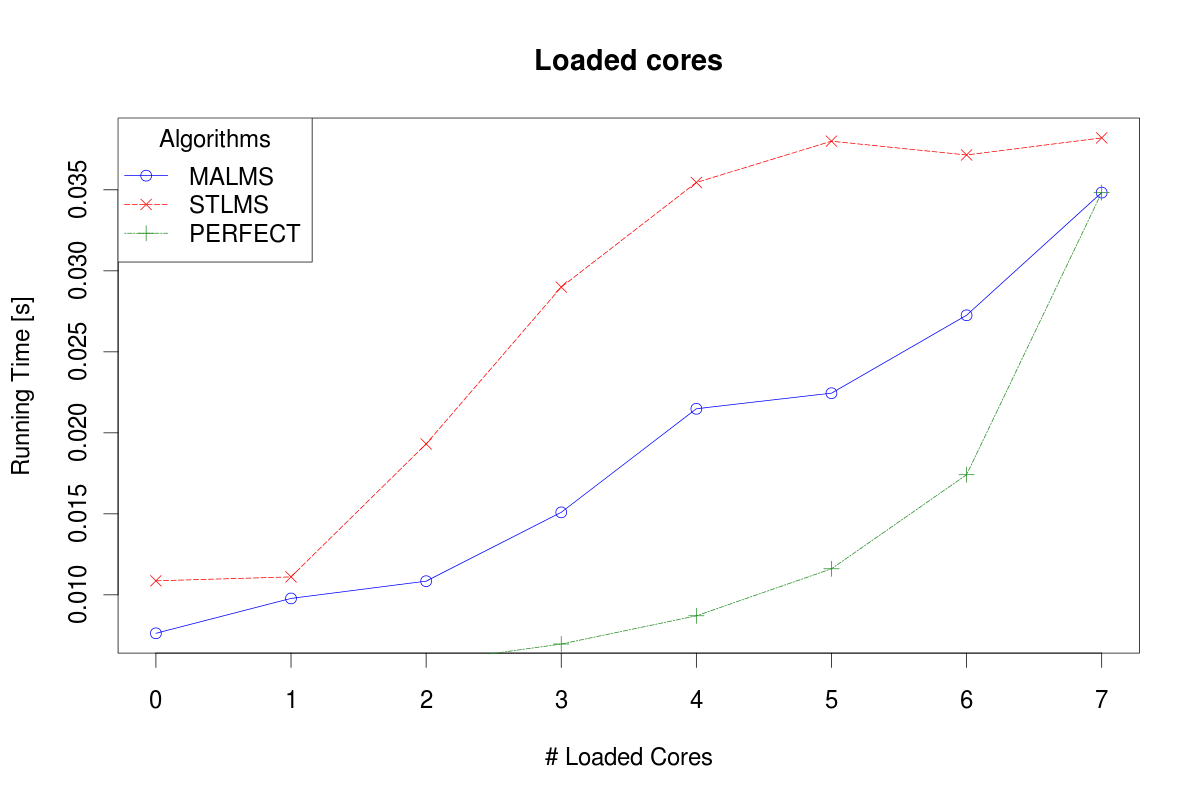 Loaded cores
Algorithms
MALMS
STLMS
PERFECT
Running Time [s]
0.035
0.030
0.025
0.020
0.015
0.010
0 1 2 3 4 5 6 7
# Loaded Cores